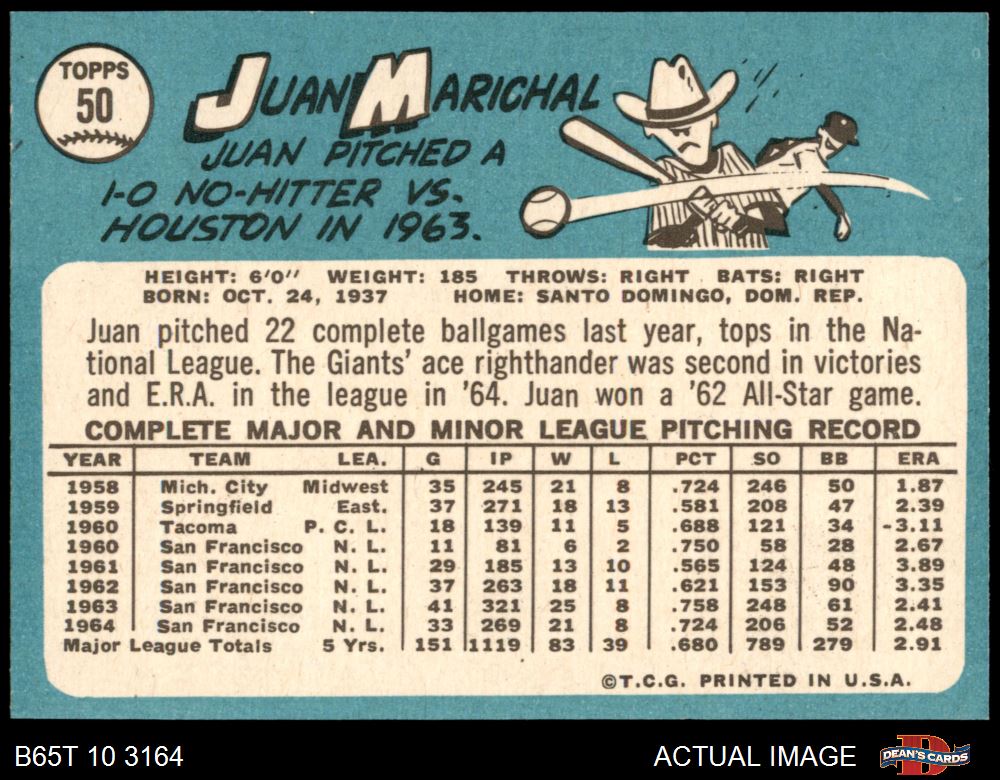 TOPPS
50
JUAN MARICHAL
JUAN PITCHED A
1-0 NO-HITTER VS.
HOUSTON IN 1963.
HEIGHT: 6'0" WEIGHT: 185 THROWS: RIGHT BATS: RIGHT
BORN: OCT. 24, 1937 HOME: SANTO DOMINGO, DOM. REP.
Juan pitched 22 complete ballgames last year, tops in the Na-
tional League. The Giants' ace righthander was second in victories
and E.R.A. in the league in '64. Juan won a '62 All-Star game.
COMPLETE MAJOR AND MINOR LEAGUE PITCHING RECORD
YEAR TEAM LEA. G IP W L PCT SO BB ERA
1958 Mich. City Midwest 35 245 21 8 .724 246 50 1.87
1959 Springfield East. 37 271 18 13 .581 208 47 2.39
1960 Tacoma P. C. L. 18 139 11 5 .688 121 34 -3.11
1960 San Francisco N. L. 11 81 6 2 .750 58 28 2.67
1961 San Francisco N. L. 29 185 13 10 .565 124 48 3.89
1962 San Francisco N. L. 37 263 18 11 .621 153 90 3.35
1963 San Francisco N. L. 41 321 25 8 .758 248 61 2.41
1964 San Francisco N. L. 33 269 21 8 .724 206 52 2.48
Major League Totals 5 Yrs. 151 1119 83 39 .680 789 279 2.91
©T.C.G. PRINTED IN U.S.A.
B65T 10 3164 ACTUAL IMAGE DEAN'S CARDS